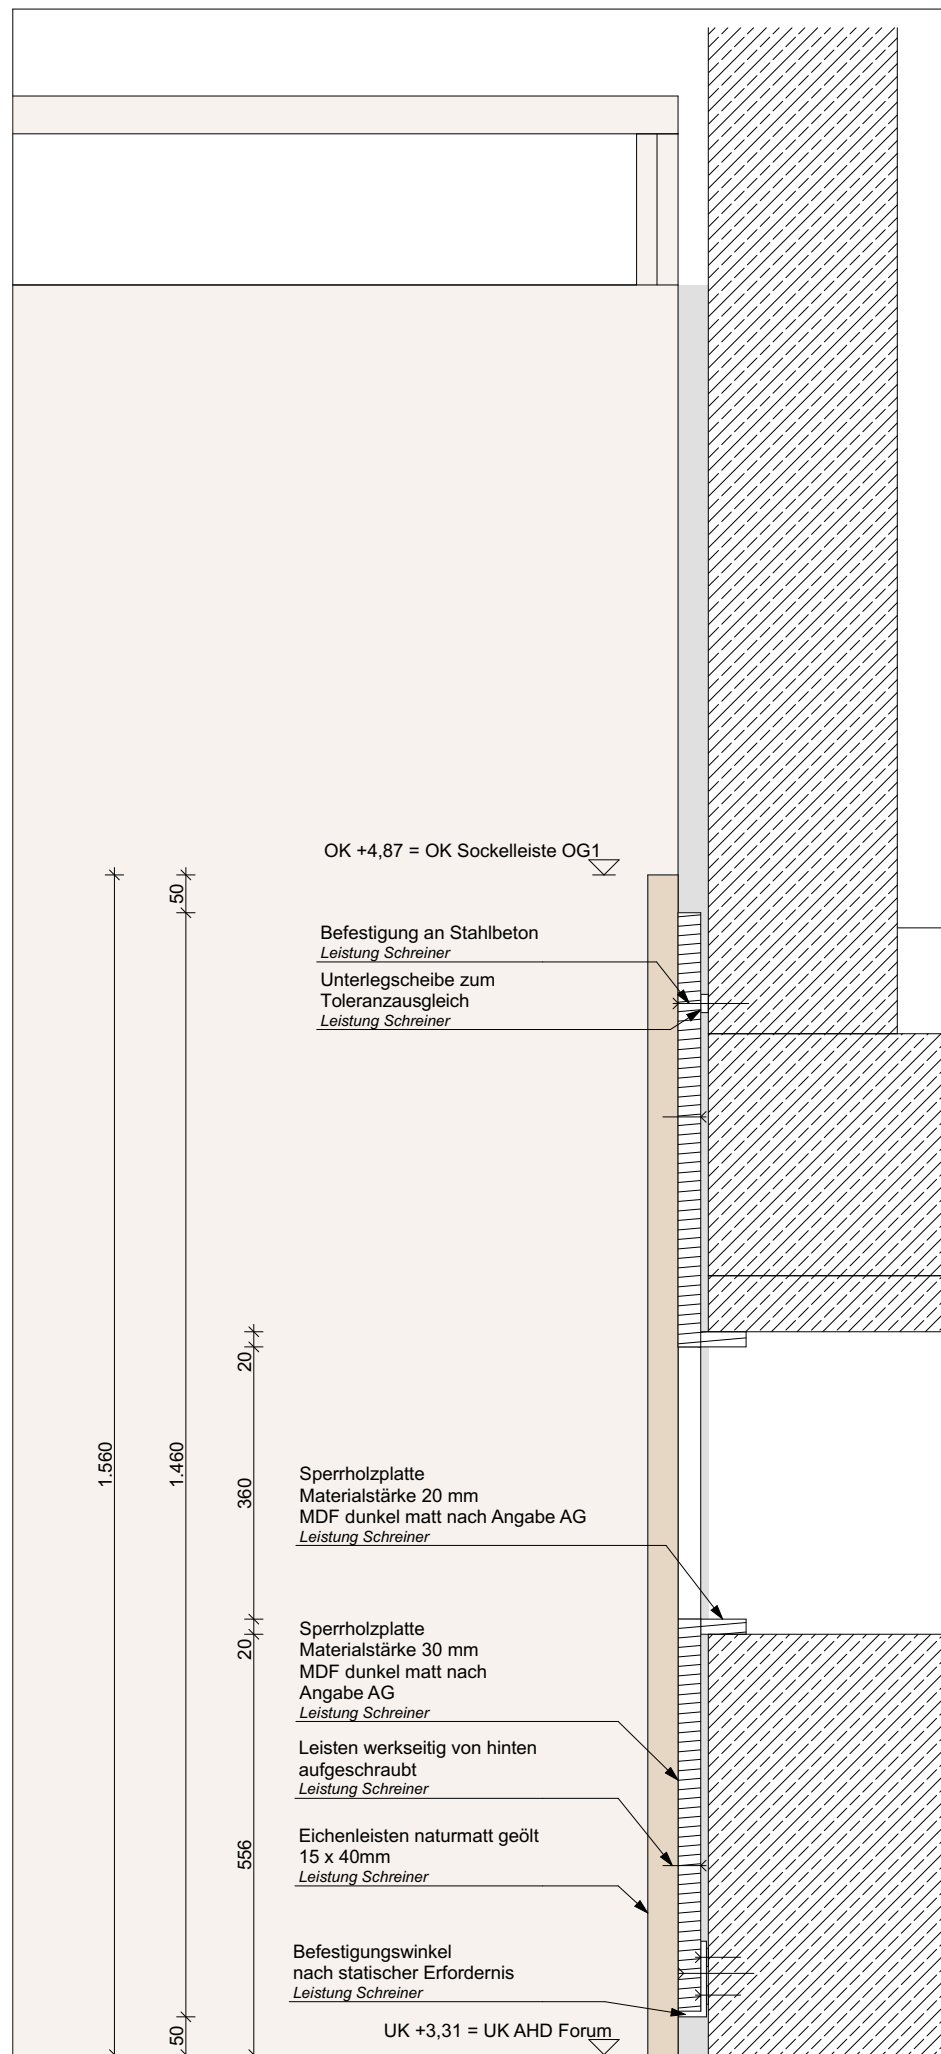 OK +4,87 = OK Sockelleiste OG1
50
Befestigung an Stahlbeton
Leistung Schreiner
Unterlegscheibe zum
Toleranzausgleich
Leistung Schreiner
20
1.560
1.460
360
Sperrholzplatte
Materialstärke 20 mm
MDF dunkel matt nach Angabe AG
Leistung Schreiner
20
Sperrholzplatte
Materialstärke 30 mm
MDF dunkel matt nach
Angabe AG
Leistung Schreiner
Leisten werkseitig von hinten
aufgeschraubt
Leistung Schreiner
556
Eichenleisten naturmatt geölt
15 x 40mm
Leistung Schreiner
Befestigungswinkel
nach statischer Erfordernis
Leistung Schreiner
50
UK +3,31 = UK AHD Forum